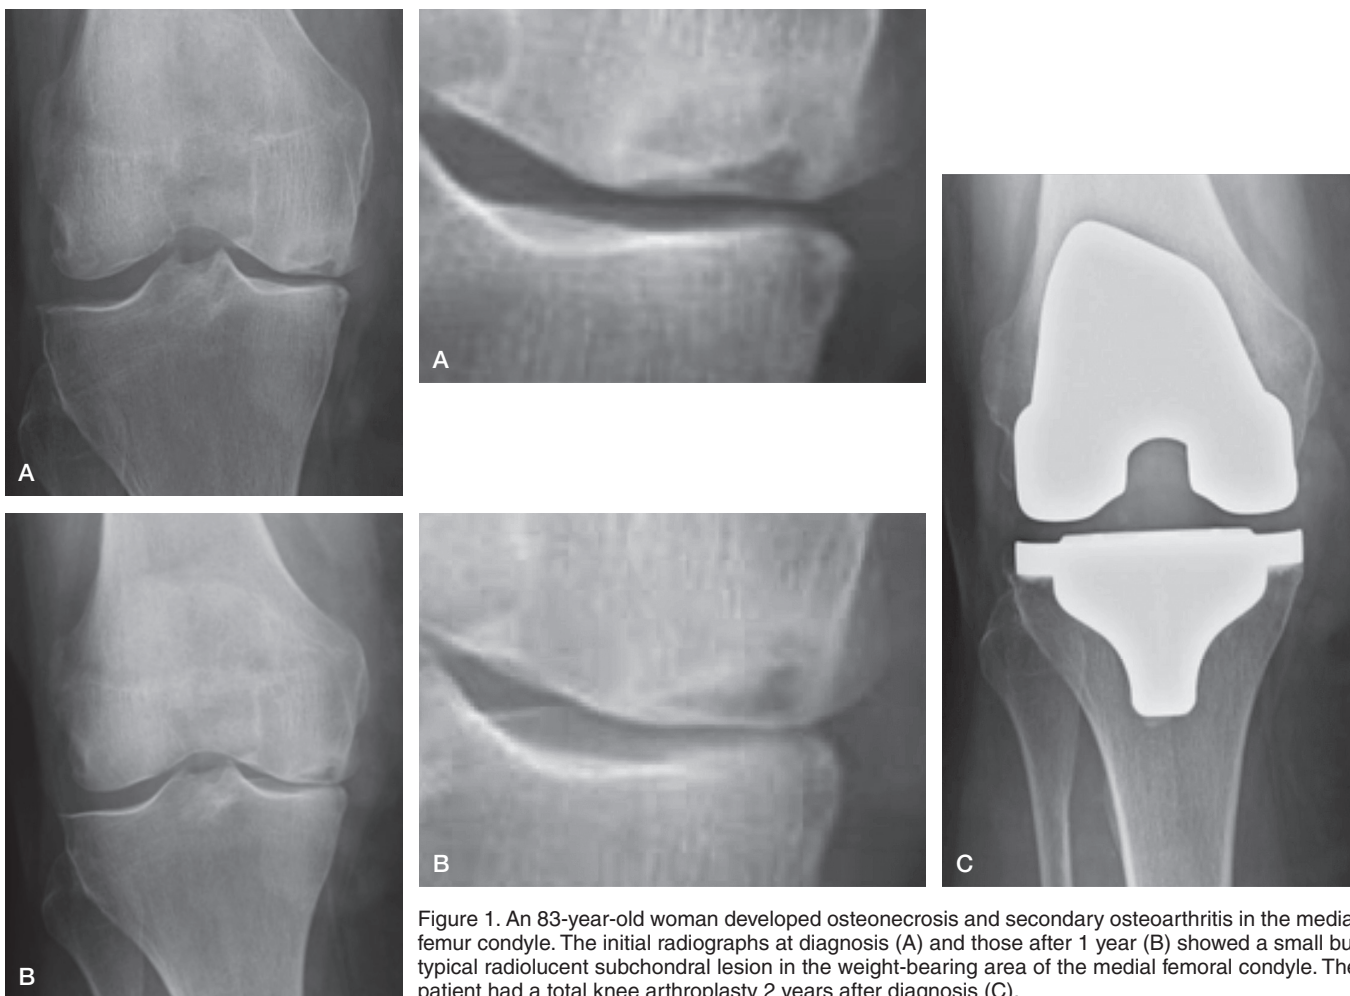 A
A
B
B
C
Figure 1. An 83-year-old woman developed osteonecrosis and secondary osteoarthritis in the media
femur condyle. The initial radiographs at diagnosis (A) and those after 1 year (B) showed a small bu
typical radiolucent subchondral lesion in the weight-bearing area of the medial femoral condyle. The
patient had a total knee arthroplasty 2 years after diagnosis (C).